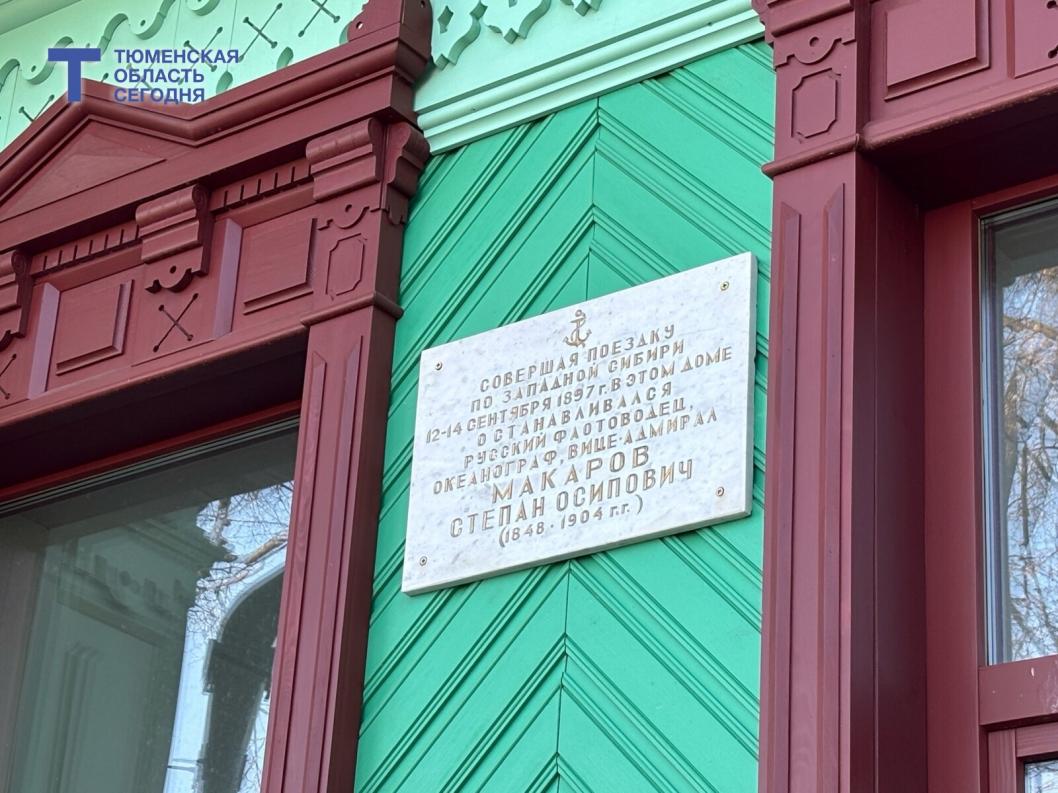 ТЮМЕНСКАЯ
ОБЛАСТЬ
СЕГОДНЯ
СОВЕРШАЯ ПОЕЗДКУ
ПО ЗАПАДНОЙ СИБИРИ
12-14 СЕНТЯБРЯ 1897 г. В ЭТОМ ДОМЕ
ОСТАНАВЛИВАЛСЯ
РУССКИЙ ФЛОТОВОДЕЦ,
ОКЕАНОГРАФ, ВИЦЕ-АДМИРАЛ
МАКАРОВ
СТЕПАН ОСИПОВИЧ
(1848 - 1904 г.г.)